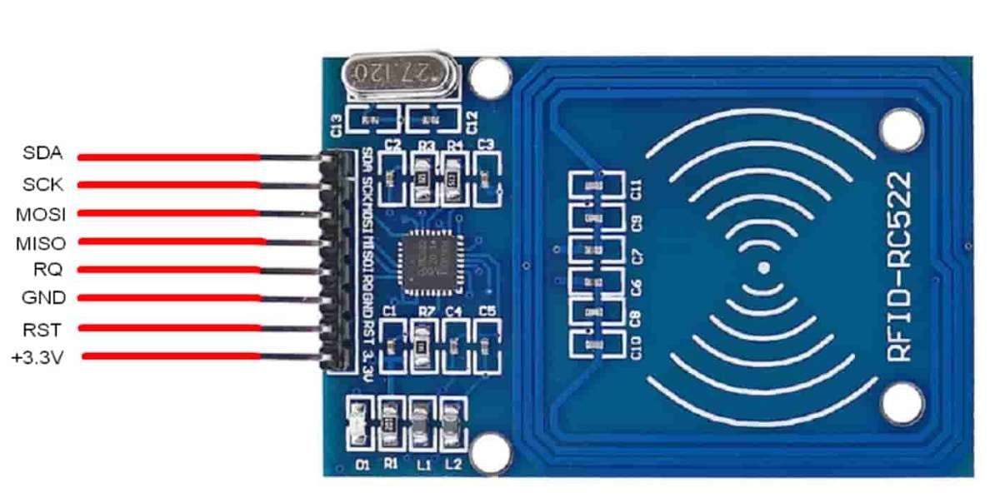 SDA
SCK
MOSI
MISO
RQ
GND
RST
+3.3V
27.120
C13
C12
C2
R3
R4
C3
SDA
SCK
MOSI
MISO
IRQ
GND
RST
3.3V
C11
C9
C7
C6
C8
C10
RFID-RC522
C1
R7
C4
C5
D1
R1
L1
L2